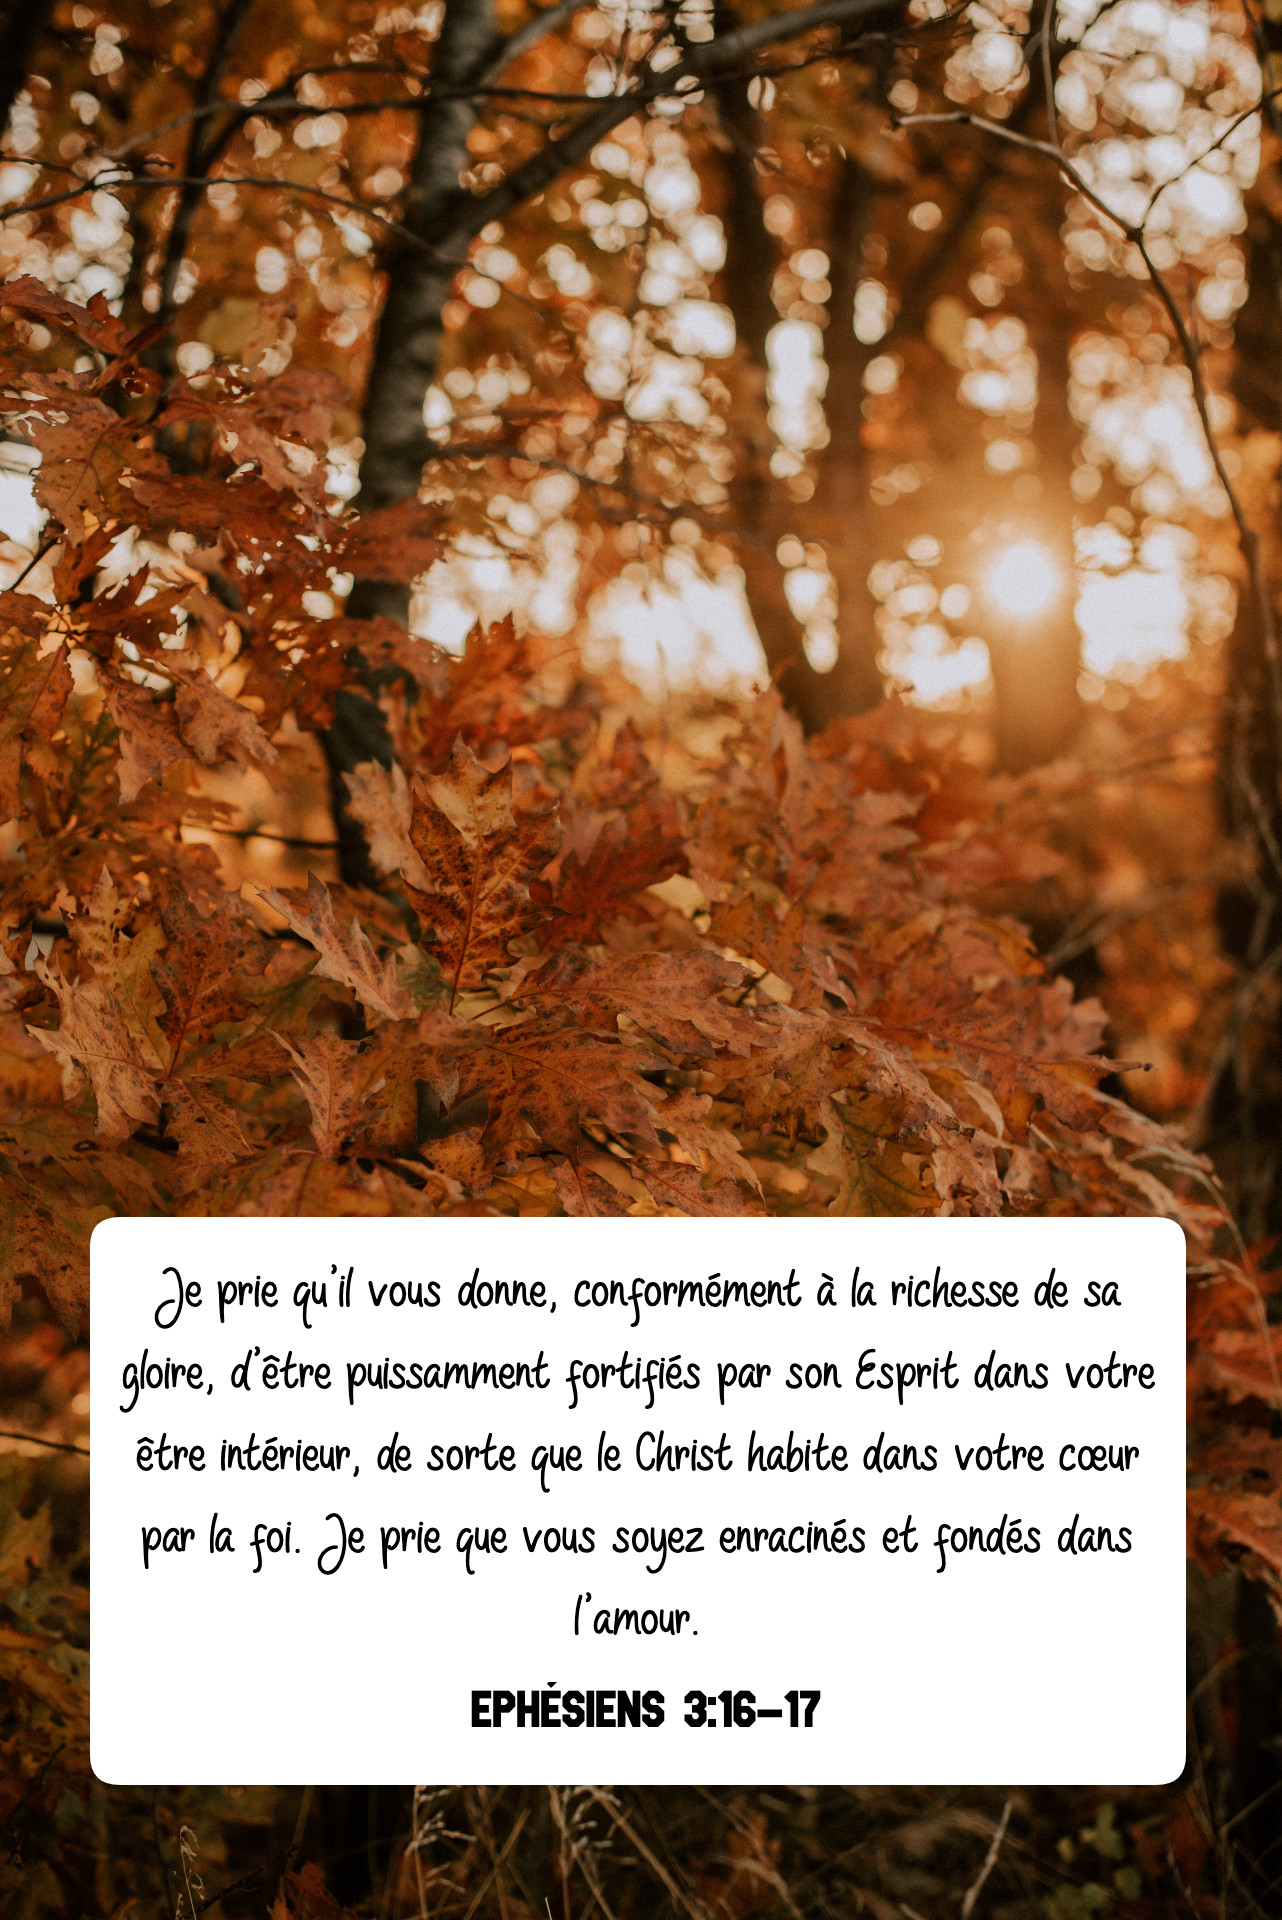 Je prie qu'il vous donne, conformément à la richesse de sa
gloire, d'être puissamment fortifiés par son Esprit dans votre
être intérieur, de sorte que le Christ habite dans votre cœur
par la foi. Je prie que vous soyez enracinés et fondés dans
l'amour.
EPHÉSIENS 3:16–17